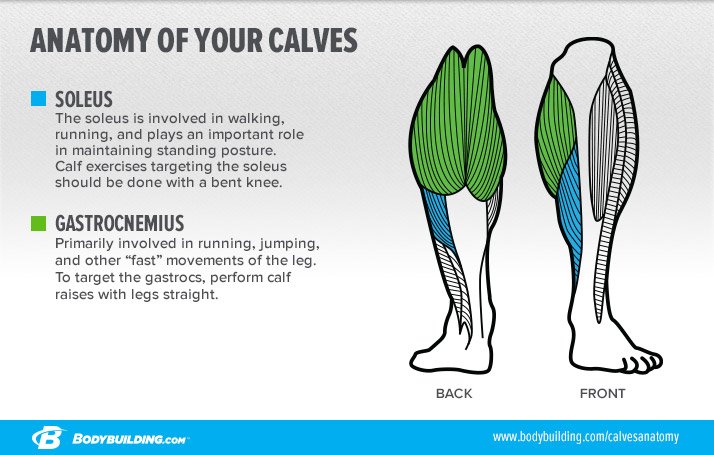 ANATOMY OF YOUR CALVES
SOLEUS
The soleus is involved in walking,
running, and plays an important role
in maintaining standing posture.
Calf exercises targeting the soleus
should be done with a bent knee.
GASTROCNEMIUS
Primarily involved in running, jumping,
and other “fast” movements of the leg.
To target the gastrocs, perform calf
raises with legs straight.
BACK
FRONT
B BODYBUILDING.COM
www.bodybuilding.com/calvesanatomy